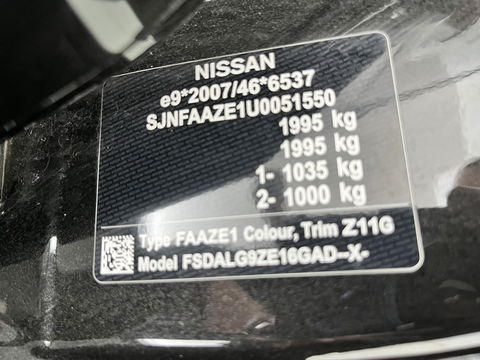 NISSAN
e9*2007/46*6537
SJNFAAZE1U0051550
1995 kg
1995 kg
1- 1035 kg
2- 1000 kg
Type FAAZE1 Colour, Trim Z11G
Model FSDALG9ZE16GAD--X-